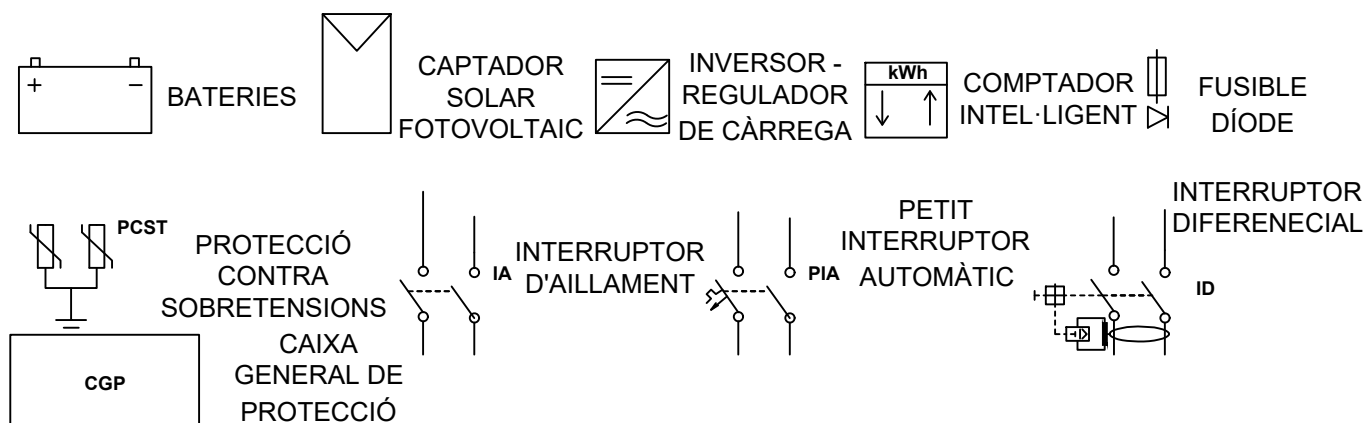 + −
BATERIES
CAPTADOR
SOLAR
FOTOVOLTAIC
INVERSOR -
REGULADOR
DE CÀRREGA
kWh
COMPTADOR
INTEL·LIGENT
FUSIBLE
DÍODE
PCST
PROTECCIÓ
CONTRA
SOBRETENSIONS
IA
INTERRUPTOR
D'AILLAMENT
PIA
PETIT
INTERRUPTOR
AUTOMÀTIC
ID
INTERRUPTOR
DIFERENECIAL
CGP
CAIXA
GENERAL DE
PROTECCIÓ